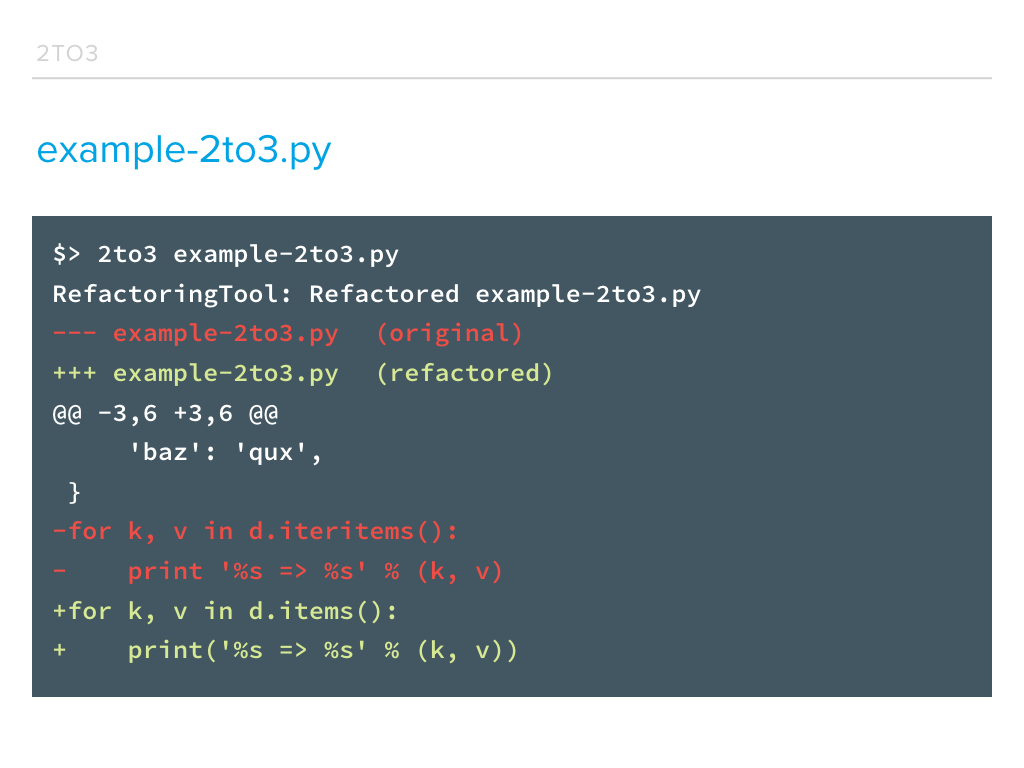 2TO3
example-2to3.py
$> 2to3 example-2to3.py
RefactoringTool: Refactored example-2to3.py
--- example-2to3.py  (original)
+++ example-2to3.py  (refactored)
@@ -3,6 +3,6 @@
     'baz': 'qux',
 }
-for k, v in d.iteritems():
-    print '%s => %s' % (k, v)
+for k, v in d.items():
+    print('%s => %s' % (k, v))